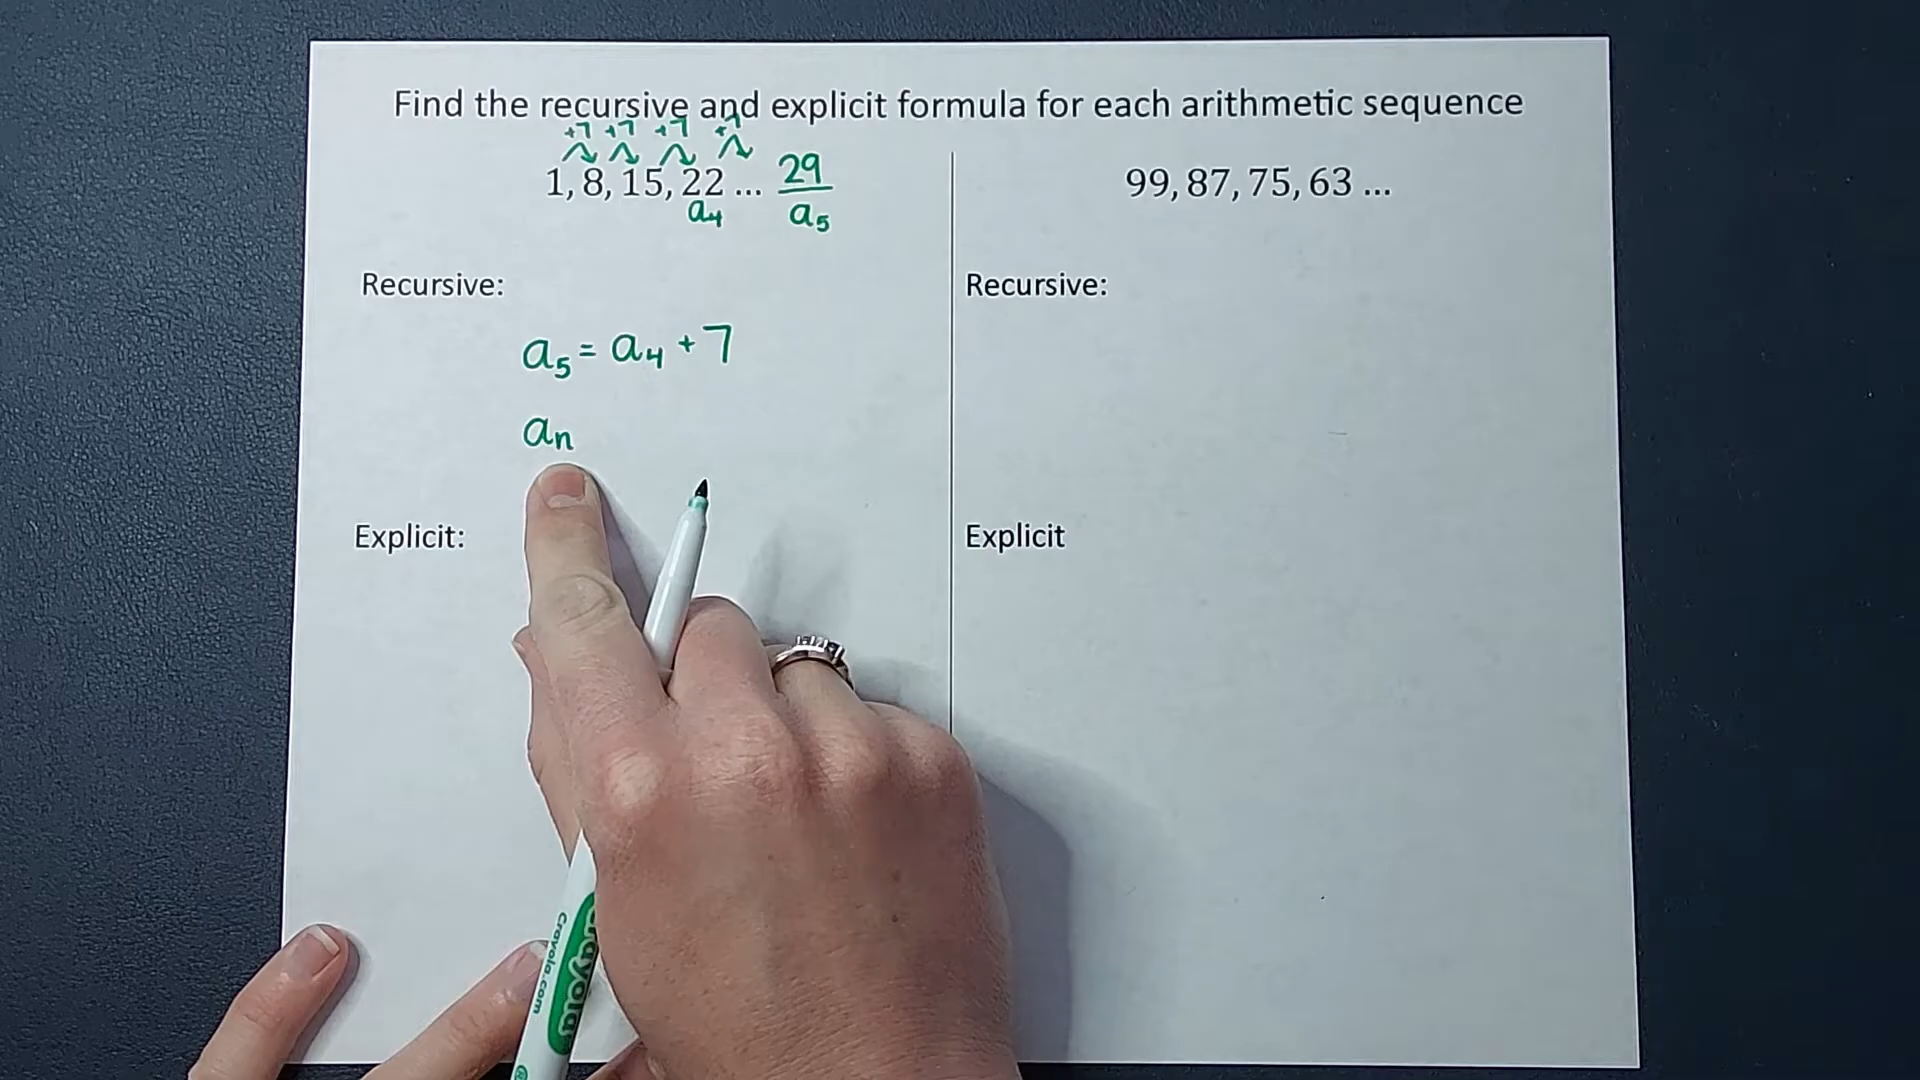 Find the recursive and explicit formula for each arithmetic sequence
+7 +7 +7 +7
1, 8, 15, 22 ... 29
a₄ a₅
Recursive:
a₅ = a₄ + 7
aₙ
Explicit:
99, 87, 75, 63 ...
Recursive:
Explicit
crayola
crayola.com